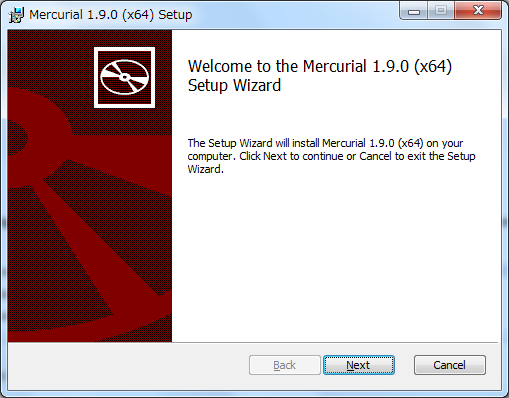 Mercurial 1.9.0 (x64) Setup
Welcome to the Mercurial 1.9.0 (x64)
Setup Wizard
The Setup Wizard will install Mercurial 1.9.0 (x64) on your
computer. Click Next to continue or Cancel to exit the Setup
Wizard.
Back Next Cancel